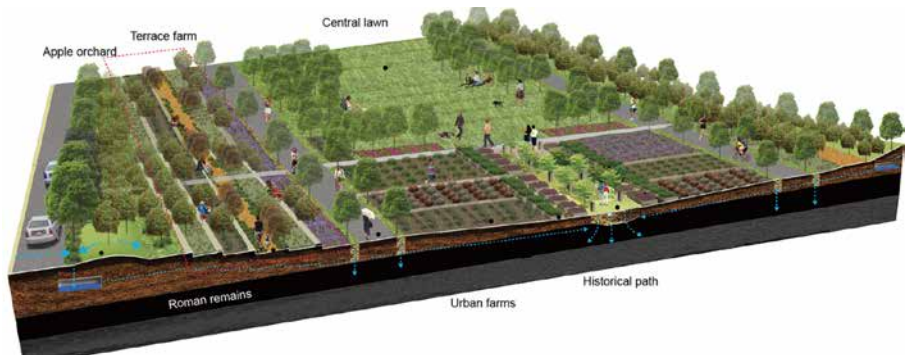 Central lawn
Terrace farm
Apple orchard
Roman remains
Urban farms
Historical path